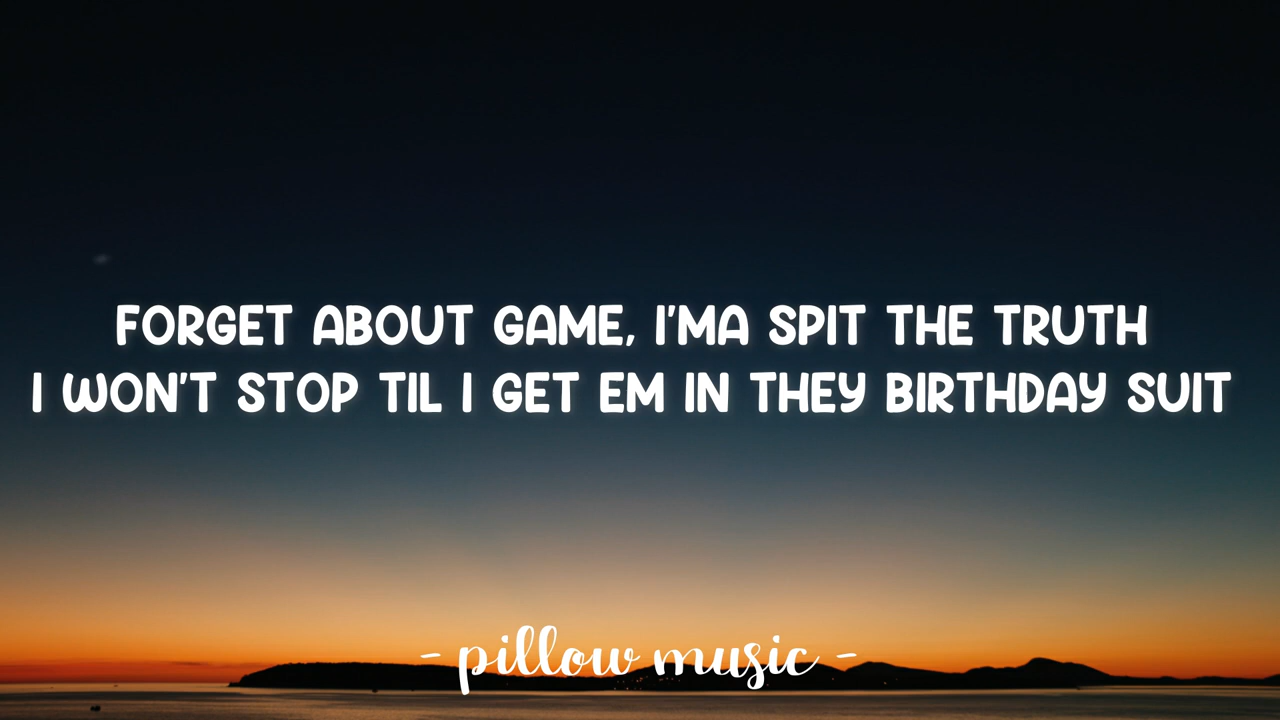 FORGET ABOUT GAME, I'MA SPIT THE TRUTH
I WON'T STOP TIL I GET EM IN THEY BIRTHDAY SUIT
- pillow music -